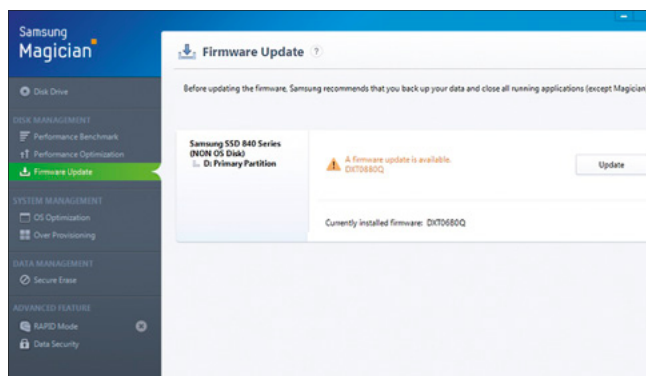 Samsung
Magician
Disk Drive
DISK MANAGEMENT
Performance Benchmark
Performance Optimization
Firmware Update
SYSTEM MANAGEMENT
OS Optimization
Over Provisioning
DATA MANAGEMENT
Secure Erase
ADVANCED FEATURE
RAPID Mode
Data Security
Firmware Update ?
Before updating the firmware, Samsung recommends that you back up your data and close all running applications (except Magician)
Samsung SSD 840 Series
(NON OS Disk)
D: Primary Partition
A firmware update is available.
DXT08B0Q
Update
Currently installed firmware: DXT06B0Q